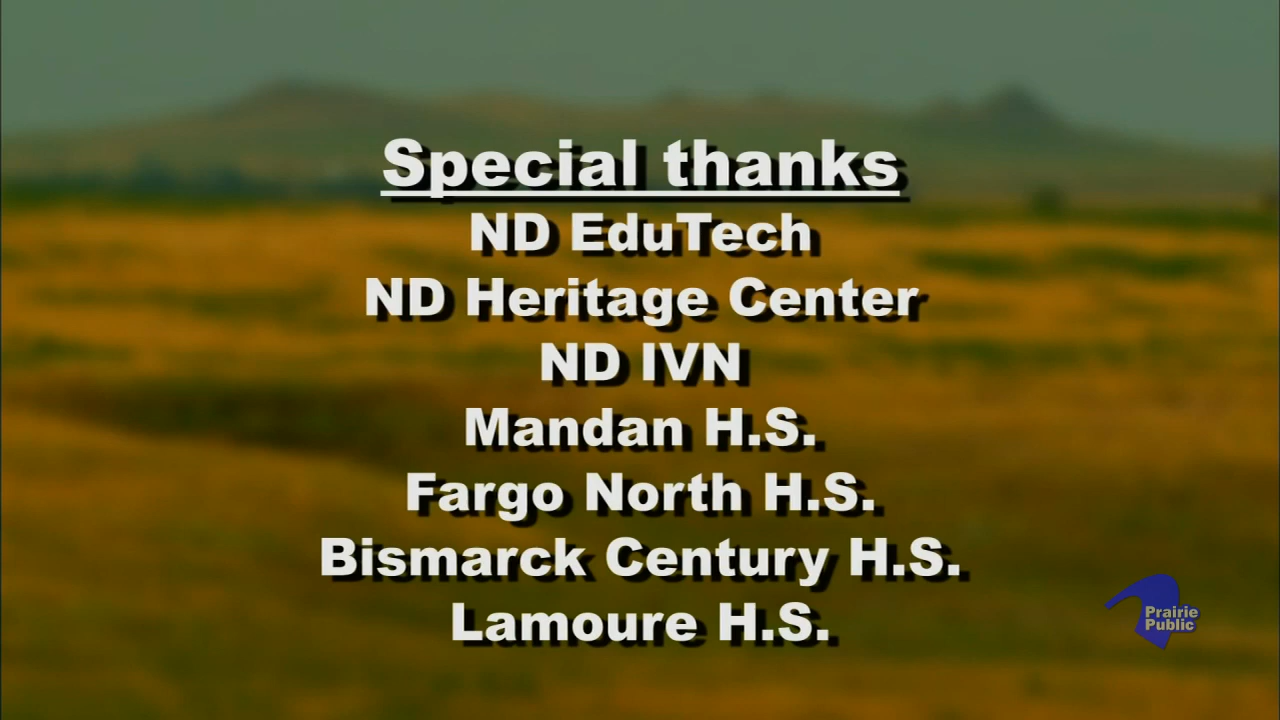 Special thanks
ND EduTech
ND Heritage Center
ND IVN
Mandan H.S.
Fargo North H.S.
Bismarck Century H.S.
Lamoure H.S.
Prairie
Public